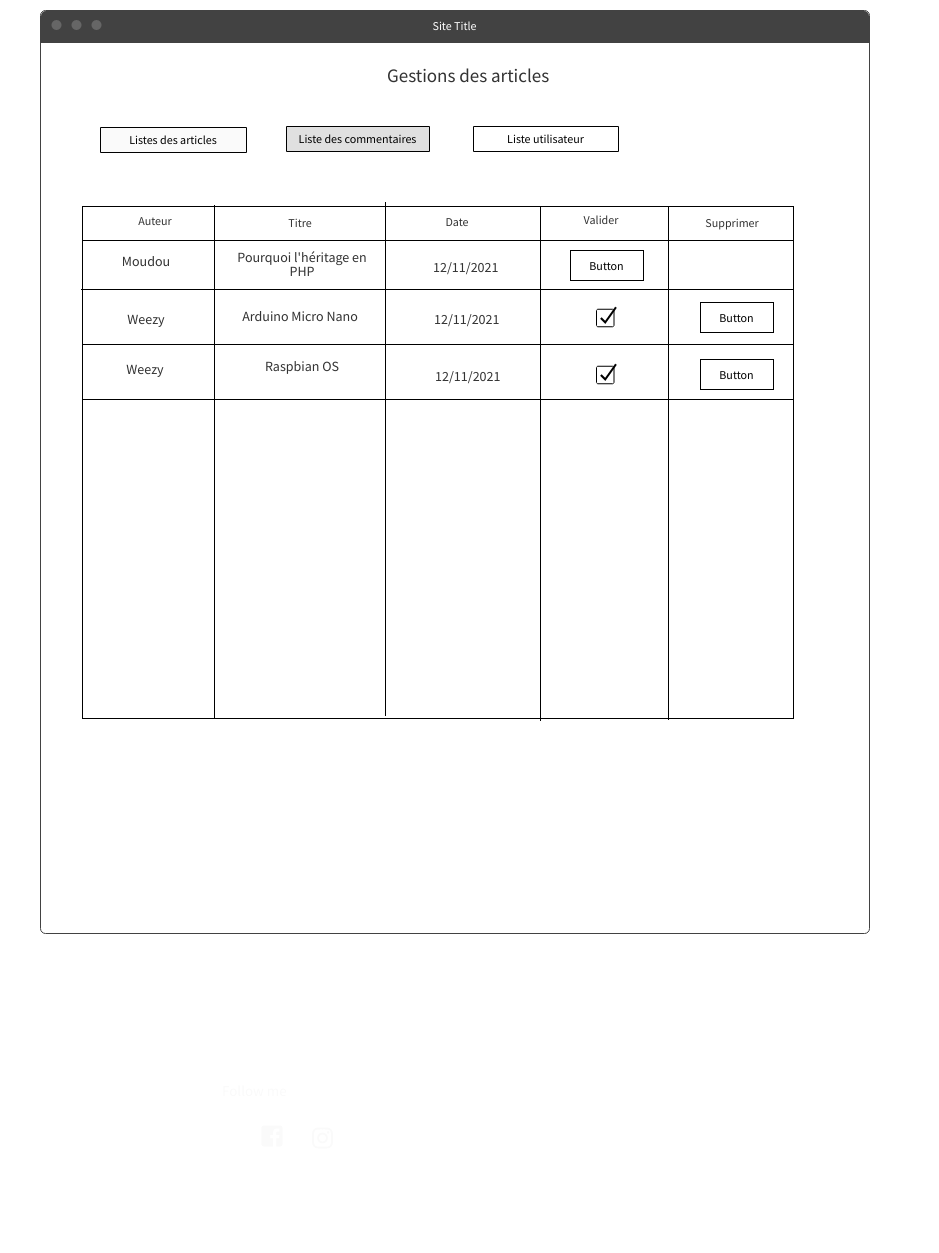 Site Title
Gestions des articles
Listes des articles
Liste des commentaires
Liste utilisateur
Auteur
Titre
Date
Valider
Supprimer
Moudou
Pourquoi l'héritage en
PHP
12/11/2021
Button
Weezy
Arduino Micro Nano
12/11/2021
Button
Weezy
Raspbian OS
12/11/2021
Button
Follow me